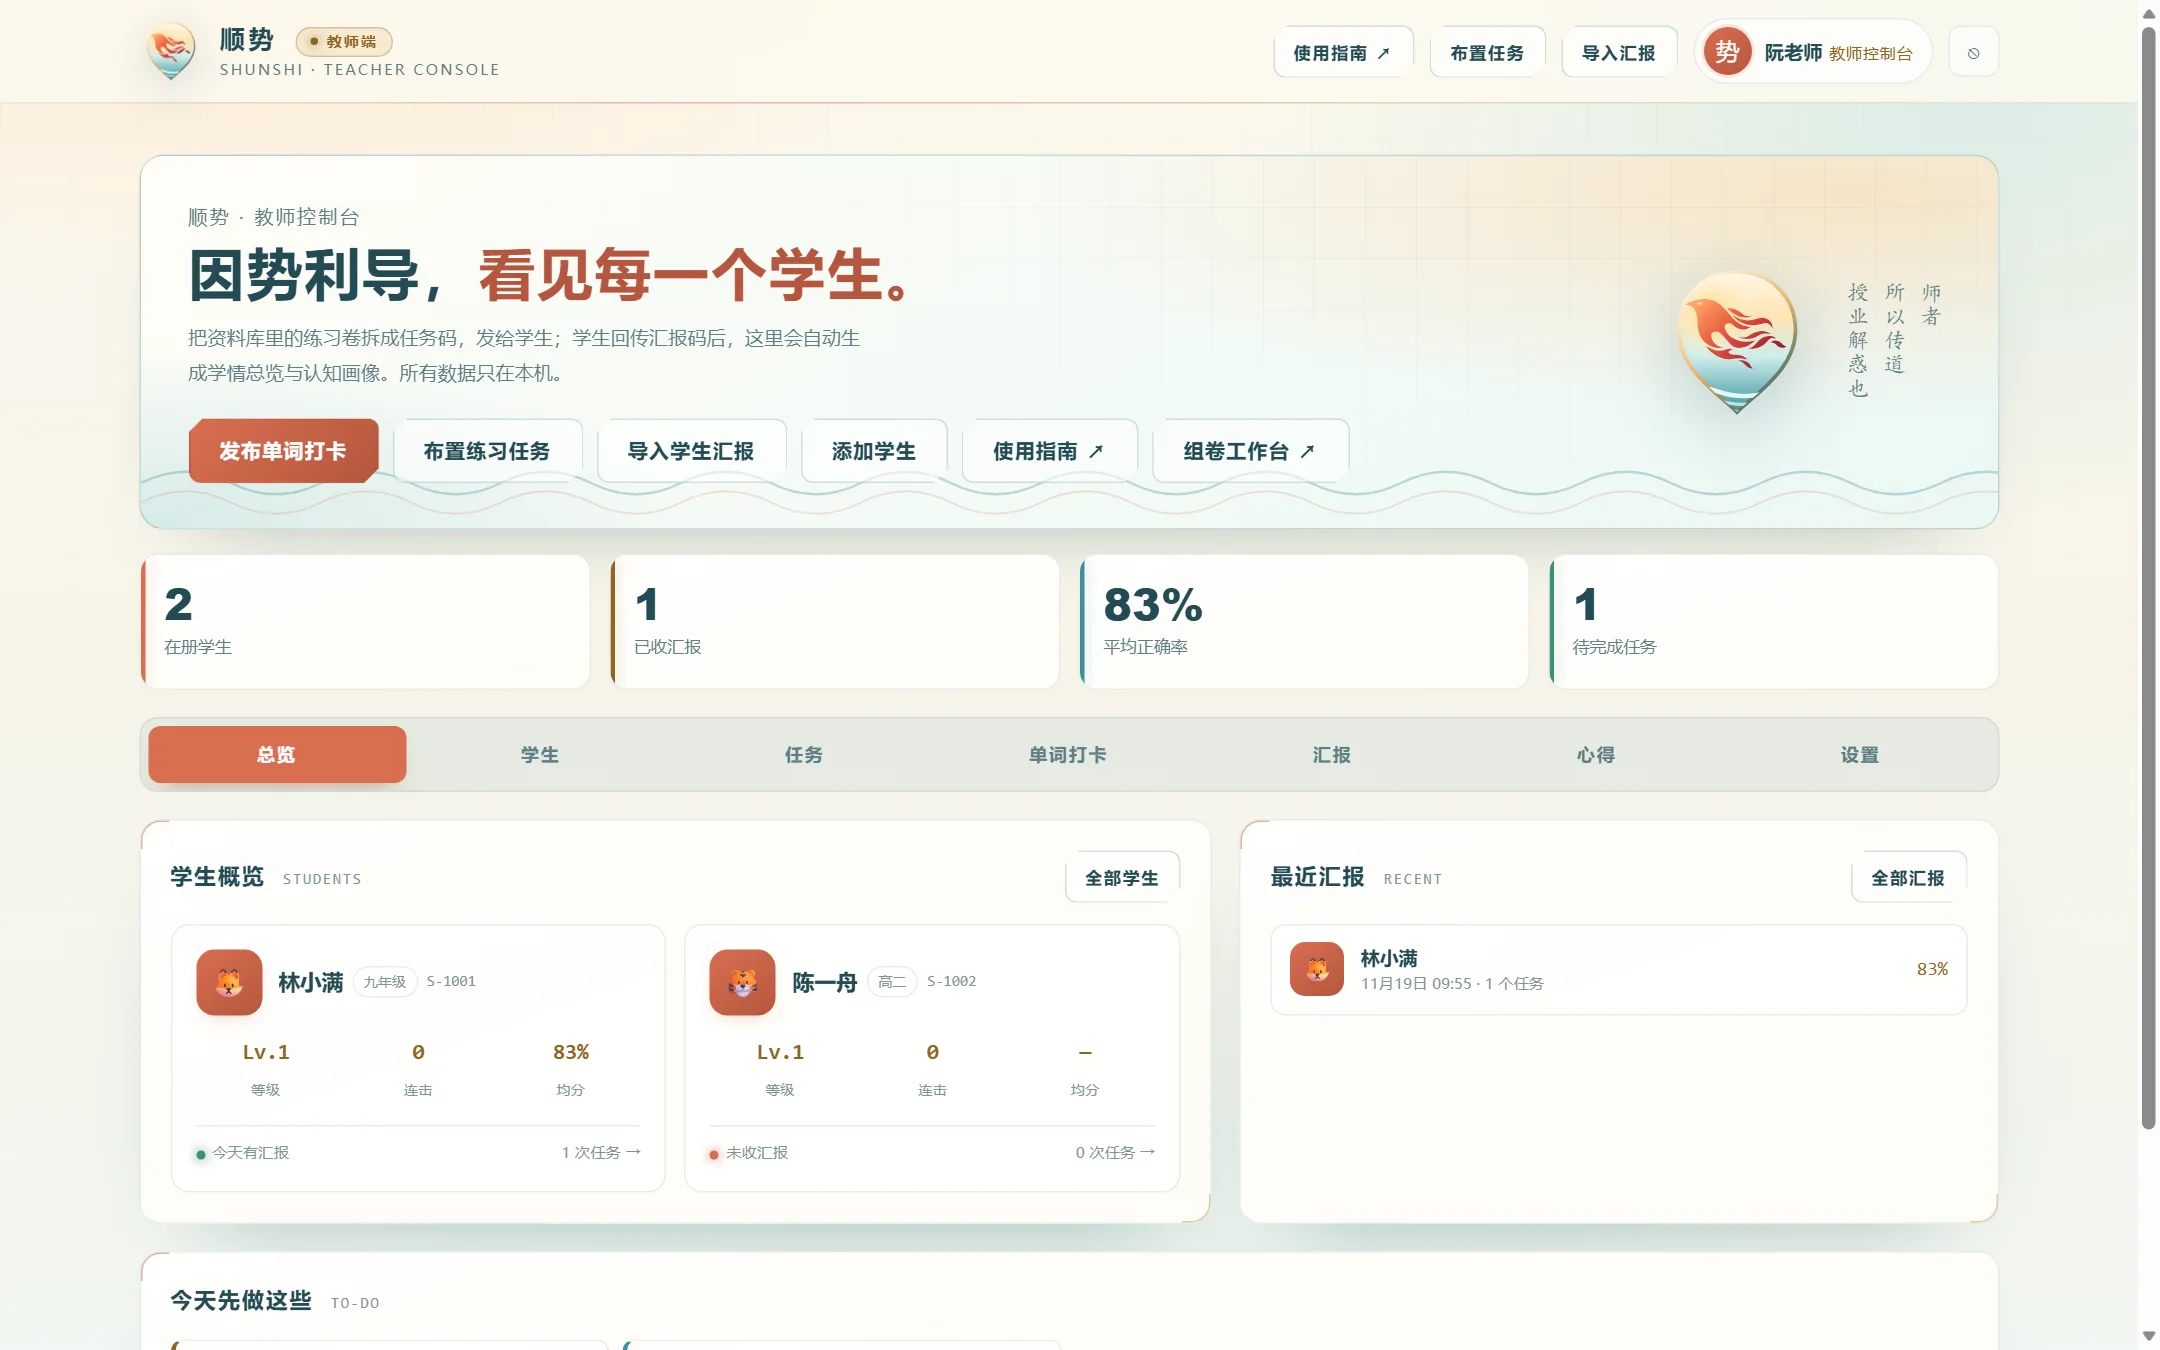 顺势
教师端
SHUNSHI · TEACHER CONSOLE
使用指南 ↗
布置任务
导入汇报
势
阮老师 教师控制台
顺势 · 教师控制台
因势利导，看见每一个学生。
把资料库里的练习卷拆成任务码，发给学生；学生回传汇报码后，这里会自动生
成学情总览与认知画像。所有数据只在本机。
师者
所以传道
授业解惑也
发布单词打卡
布置练习任务
导入学生汇报
添加学生
使用指南 ↗
组卷工作台 ↗
2
在册学生
1
已收汇报
83%
平均正确率
1
待完成任务
总览
学生
任务
单词打卡
汇报
心得
设置
学生概览 STUDENTS
全部学生
林小满 九年级 S-1001
Lv.1
等级
0
连击
83%
均分
今天有汇报
1 次任务 →
陈一舟 高二 S-1002
Lv.1
等级
0
连击
—
均分
未收汇报
0 次任务 →
最近汇报 RECENT
全部汇报
林小满
11月19日 09:55 · 1 个任务
83%
今天先做这些 TO-DO